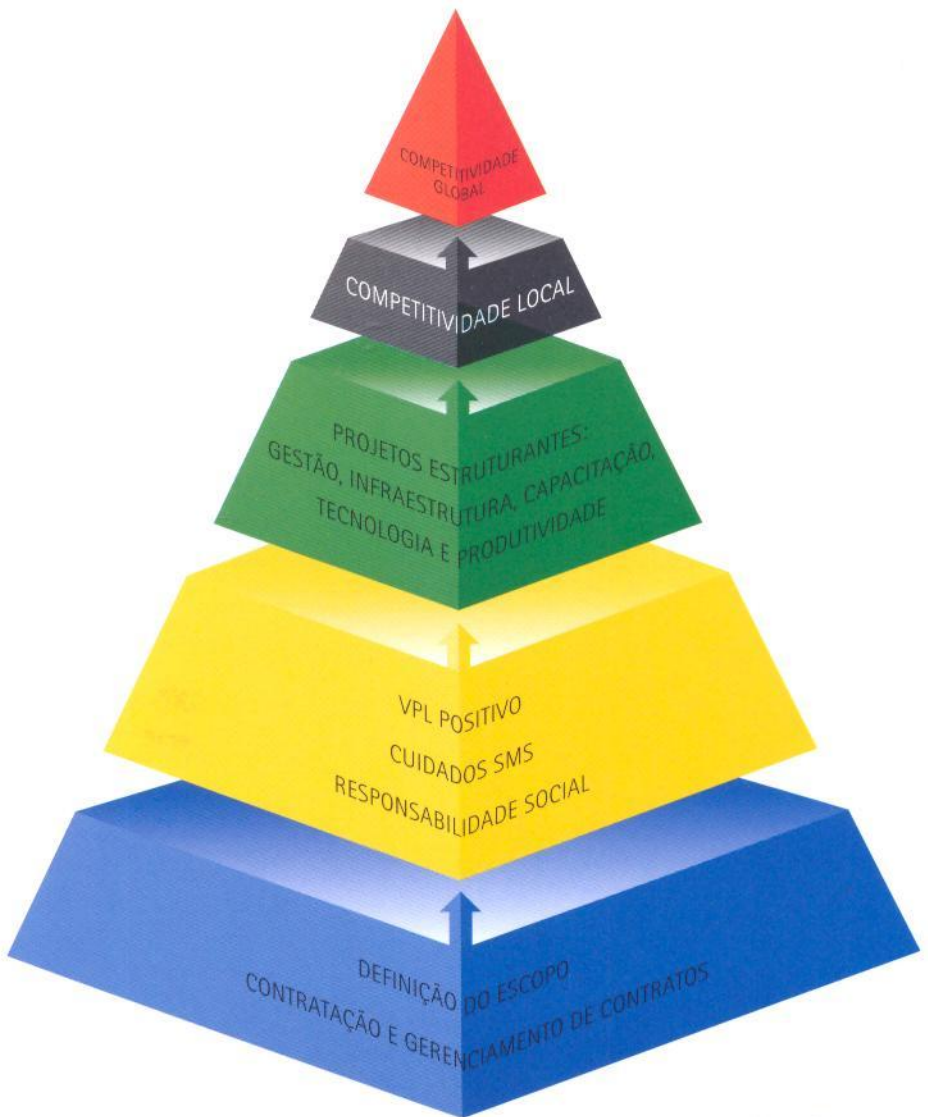 COMPETITIVIDADE
GLOBAL
COMPETITIVIDADE LOCAL
PROJETOS ESTRUTURANTES:
GESTÃO, INFRAESTRUTURA, CAPACITAÇÃO,
TECNOLOGIA E PRODUTIVIDADE
VPL POSITIVO
CUIDADOS SMS
RESPONSABILIDADE SOCIAL
DEFINIÇÃO DO ESCOPO
CONTRATAÇÃO E GERENCIAMENTO DE CONTRATOS